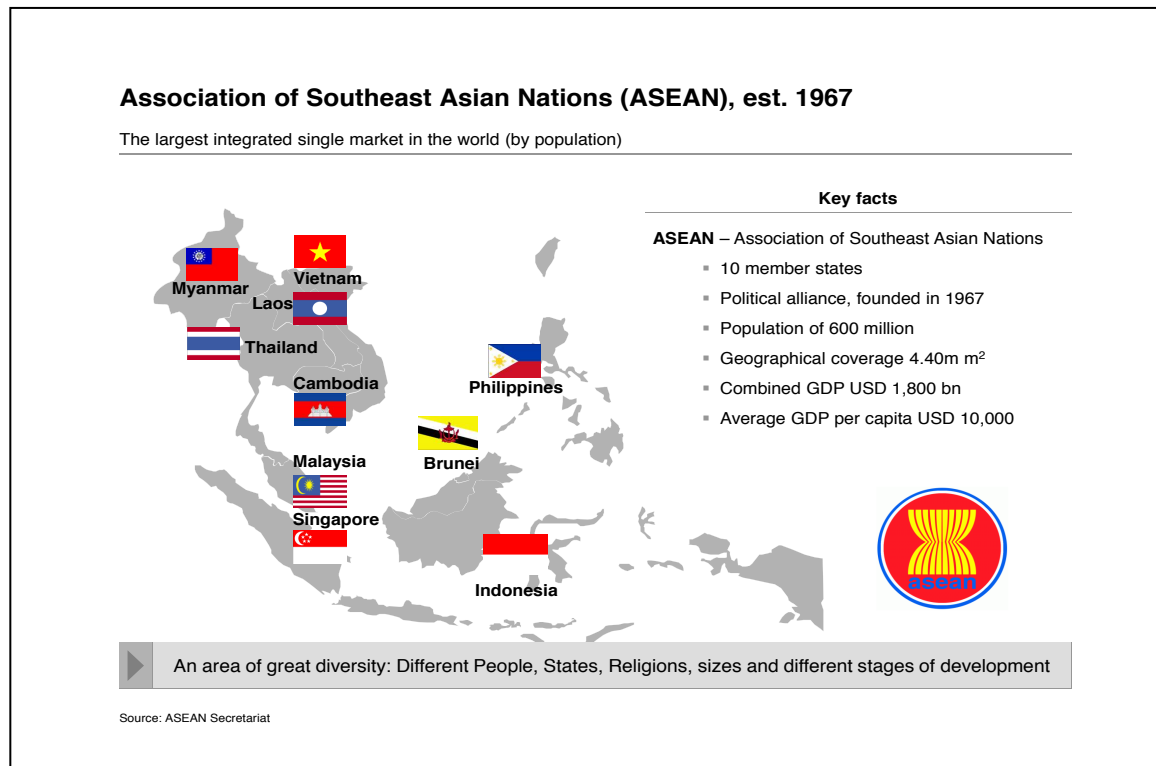 Association of Southeast Asian Nations (ASEAN), est. 1967
The largest integrated single market in the world (by population)
Key facts
ASEAN – Association of Southeast Asian Nations
▪ 10 member states
▪ Political alliance, founded in 1967
▪ Population of 600 million
▪ Geographical coverage 4.40m m²
▪ Combined GDP USD 1,800 bn
▪ Average GDP per capita USD 10,000
Myanmar
Vietnam
Laos
Thailand
Cambodia
Philippines
Malaysia
Brunei
Singapore
Indonesia
asean
An area of great diversity: Different People, States, Religions, sizes and different stages of development
Source: ASEAN Secretariat